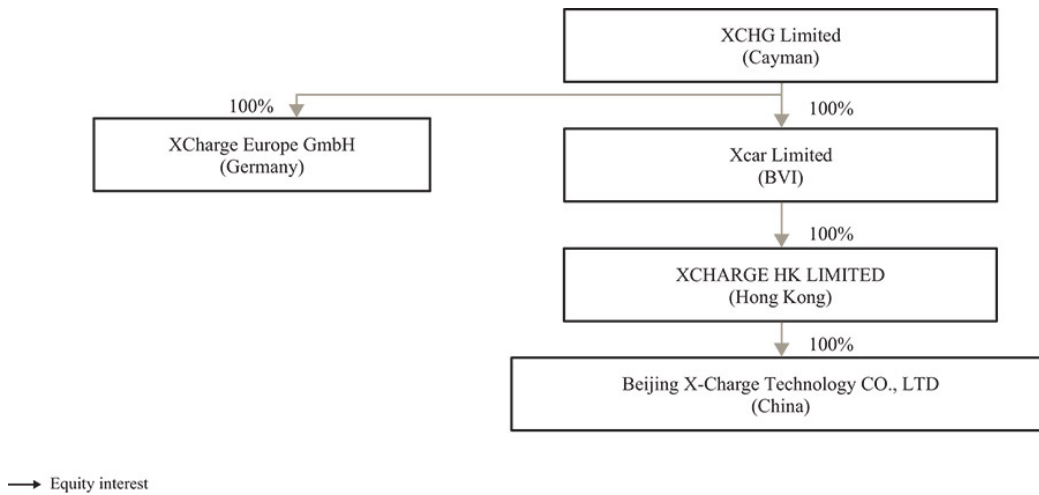 XCHG Limited
(Cayman)
100%
100%
XCharge Europe GmbH
(Germany)
Xcar Limited
(BVI)
100%
XCHARGE HK LIMITED
(Hong Kong)
100%
Beijing X-Charge Technology CO., LTD
(China)
Equity interest